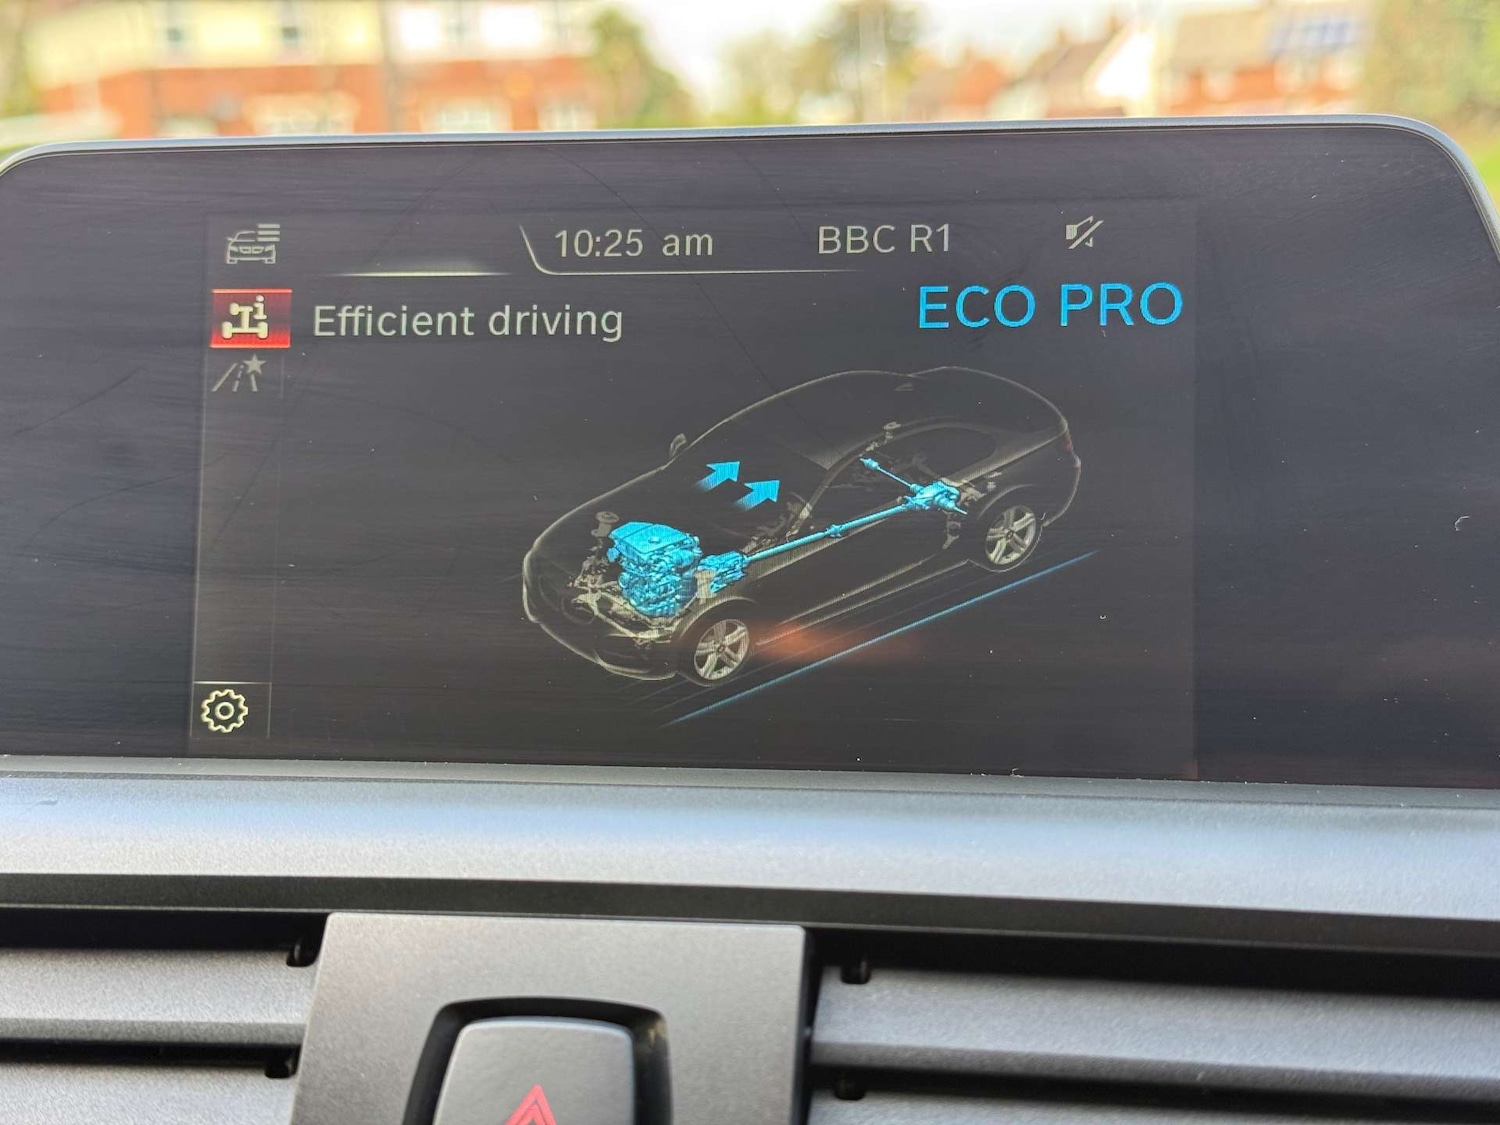 10:25 am
BBC R1
ECO PRO
Efficient driving